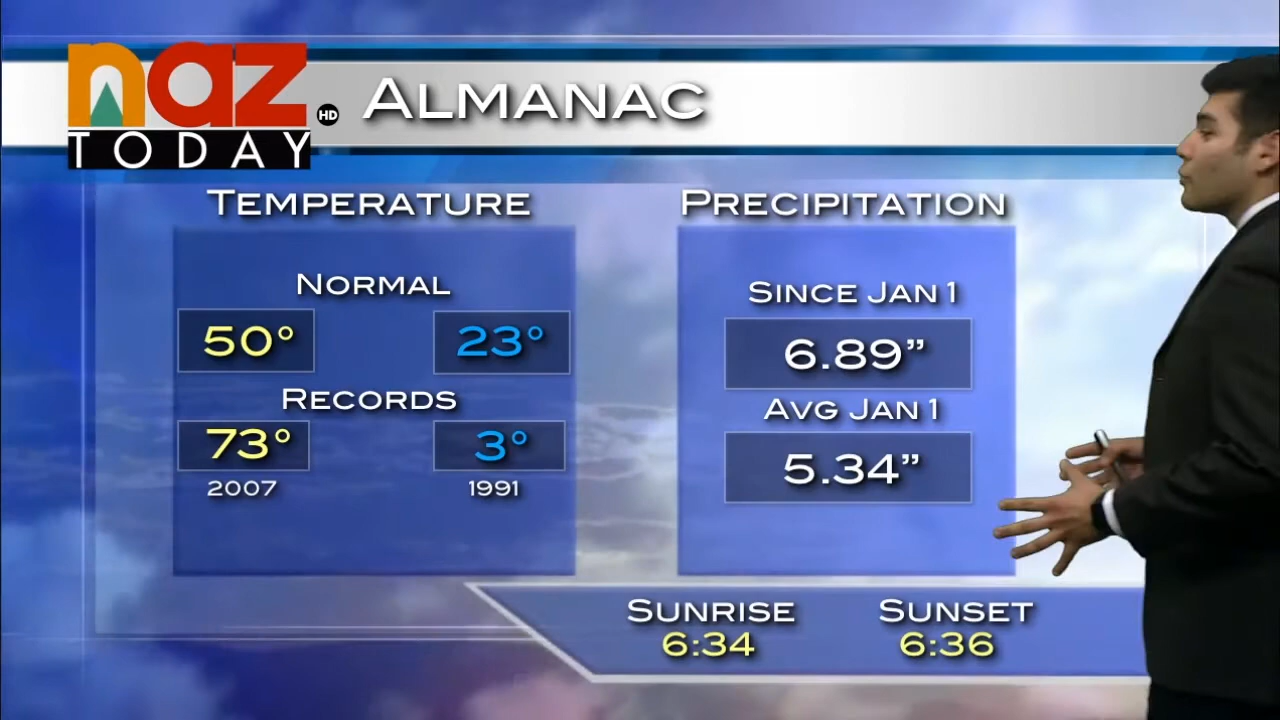 naz
TODAY
HD
ALMANAC
TEMPERATURE
NORMAL
50°
23°
RECORDS
73°
3°
2007
1991
PRECIPITATION
SINCE JAN 1
6.89”
AVG JAN 1
5.34”
SUNRISE
6:34
SUNSET
6:36